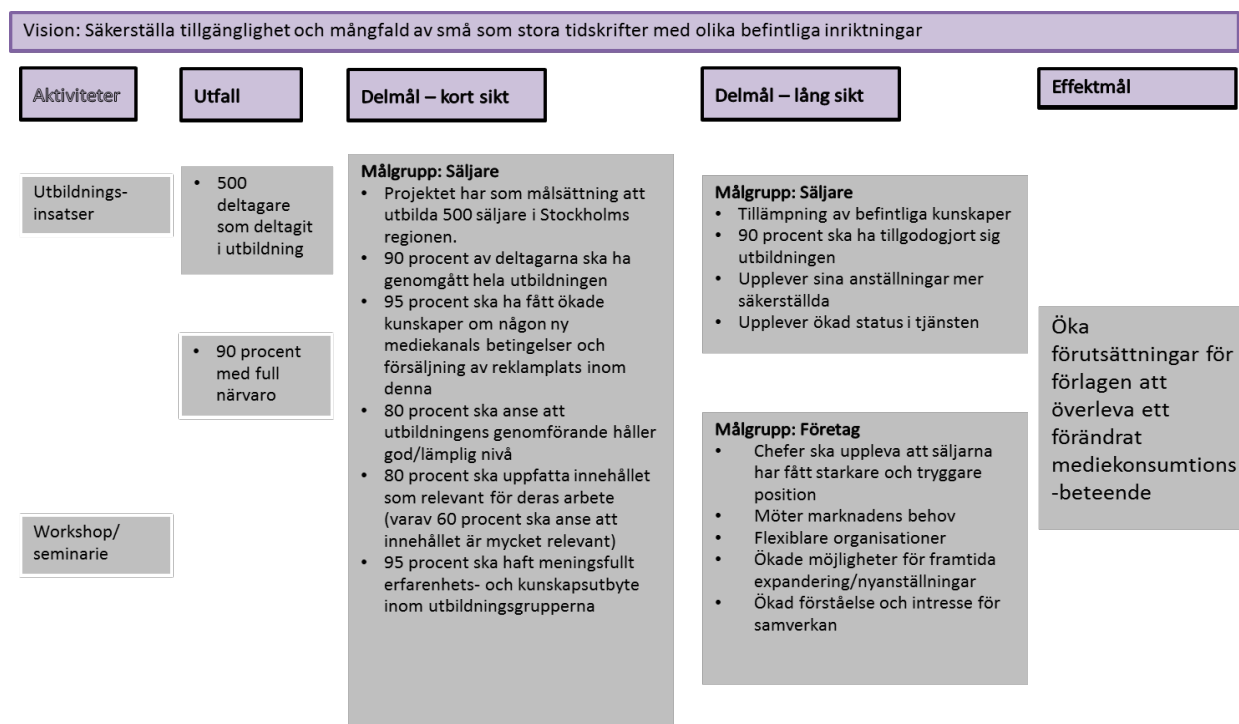 Vision: Säkerställa tillgänglighet och mångfald av små som stora tidskrifter med olika befintliga inriktningar
Aktiviteter
Utfall
Delmål – kort sikt
Delmål – lång sikt
Effektmål
Utbildnings-
insatser
Workshop/
seminarie
• 500
deltagare
som deltagit
i utbildning
• 90 procent
med full
närvaro
Målgrupp: Säljare
• Projektet har som målsättning att
utbilda 500 säljare i Stockholms
regionen.
• 90 procent av deltagarna ska ha
genomgått hela utbildningen
• 95 procent ska ha fått ökade
kunskaper om någon ny
mediekanals betingelser och
försäljning av reklamplats inom
denna
• 80 procent ska anse att
utbildningens genomförande håller
god/lämplig nivå
• 80 procent ska uppfatta innehållet
som relevant för deras arbete
(varav 60 procent ska anse att
innehållet är mycket relevant)
• 95 procent ska haft meningsfullt
erfarenhets- och kunskapsutbyte
inom utbildningsgrupperna
Målgrupp: Säljare
• Tillämpning av befintliga kunskaper
• 90 procent ska ha tillgodogjort sig
utbildningen
• Upplever sina anställningar mer
säkerställda
• Upplever ökad status i tjänsten
Målgrupp: Företag
• Chefer ska uppleva att säljarna
har fått starkare och tryggare
position
• Möter marknadens behov
• Flexiblare organisationer
• Ökade möjligheter för framtida
expandering/nyanställningar
• Ökad förståelse och intresse för
samverkan
Öka
förutsättningar för
förlagen att
överleva ett
förändrat
mediekonsumtions
-beteende